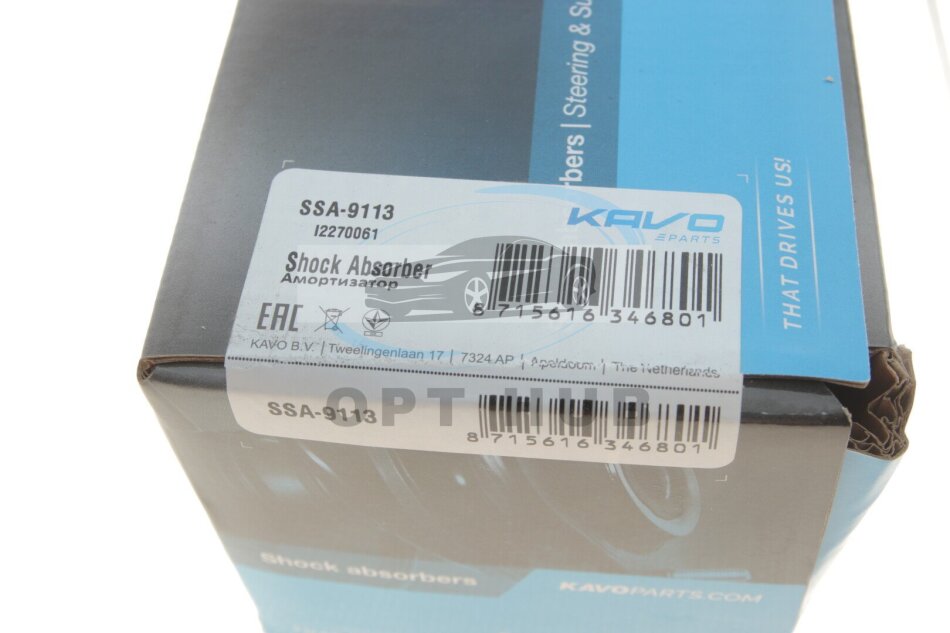 rbers | Steering & Su
THAT DRIVES US!
SSA-9113
I2270061
KAVO
PARTS
Shock Absorber
Амортизатор
8 715616 346801
EAC
KAVO B.V. | Tweelingenlaan 17 | 7324 AP | Apeldoorn | The Netherlands
OPT HUB
SSA-9113
8 715616 346801
Shock absorbers
KAVOPARTS.COM